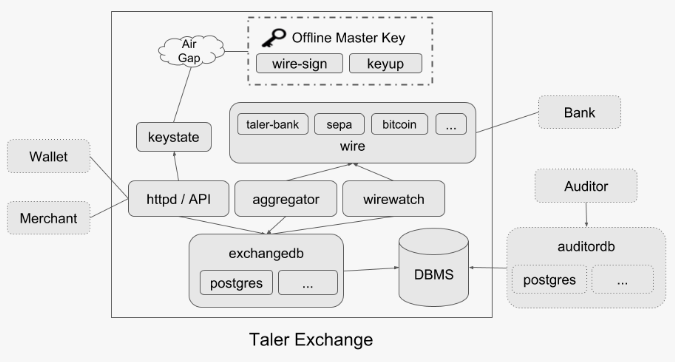 Offline Master Key
Air
Gap
wire-sign
keyup
taler-bank
sepa
bitcoin
...
Bank
keystate
wire
Wallet
Auditor
httpd / API
aggregator
wirewatch
Merchant
exchangedb
auditordb
DBMS
postgres
...
postgres
...
Taler Exchange